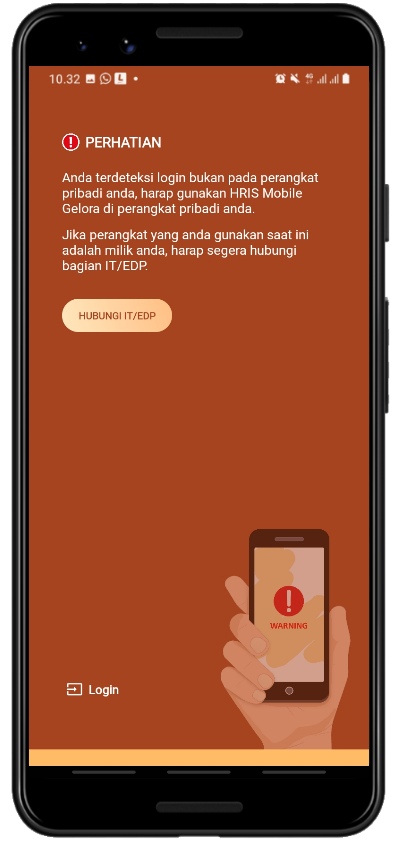 10.32
PERHATIAN
Anda terdeteksi login bukan pada perangkat
pribadi anda, harap gunakan HRIS Mobile
Gelora di perangkat pribadi anda.
Jika perangkat yang anda gunakan saat ini
adalah milik anda, harap segera hubungi
bagian IT/EDP.
HUBUNGI IT/EDP
WARNING
Login